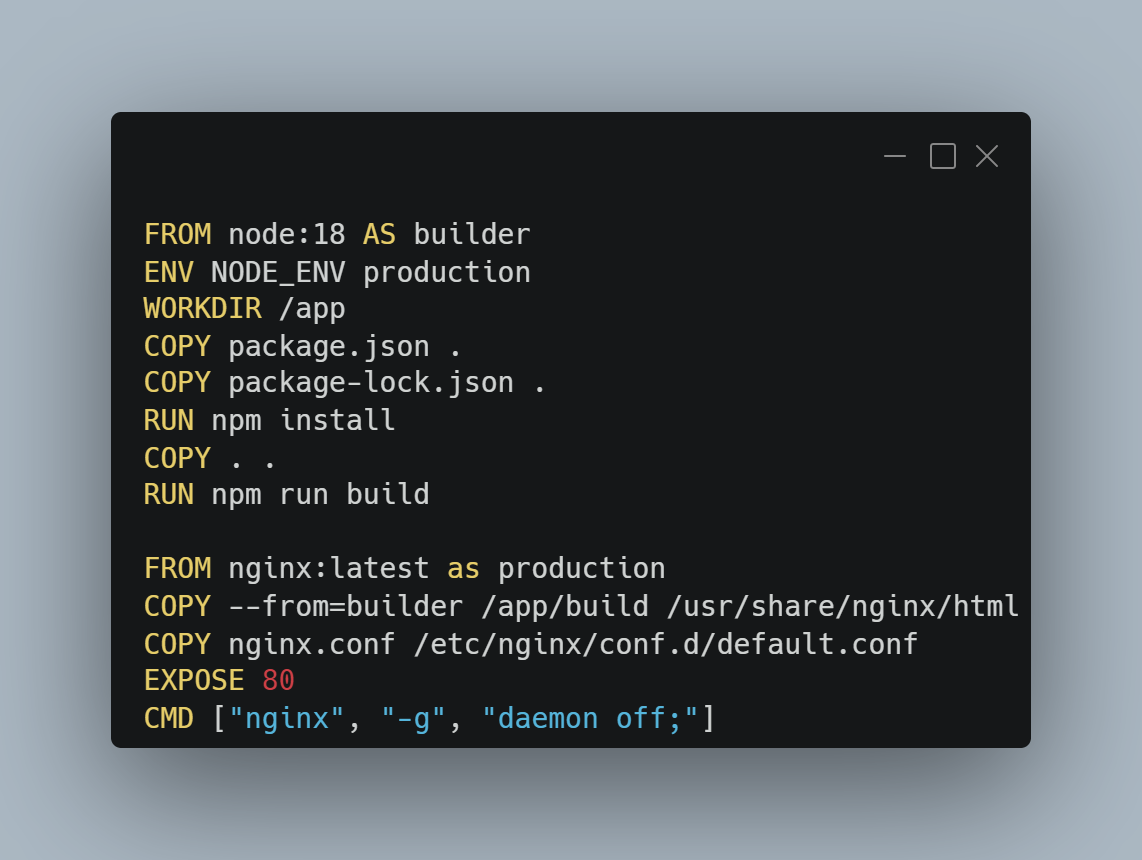 FROM node:18 AS builder
ENV NODE_ENV production
WORKDIR /app
COPY package.json .
COPY package-lock.json .
RUN npm install
COPY . .
RUN npm run build

FROM nginx:latest as production
COPY --from=builder /app/build /usr/share/nginx/html
COPY nginx.conf /etc/nginx/conf.d/default.conf
EXPOSE 80
CMD ["nginx", "-g", "daemon off;"]